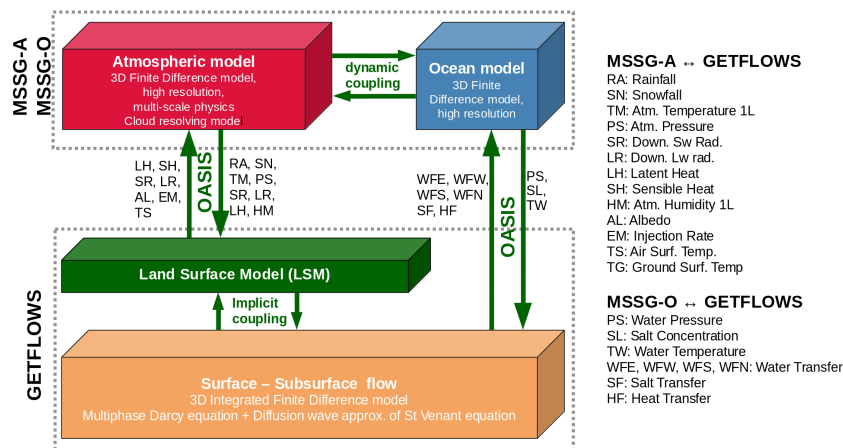 MSSG-A
MSSG-O
Atmospheric model
3D Finite Difference model,
high resolution,
multi-scale physics
Cloud resolving model
dynamic
coupling
Ocean model
3D Finite
Difference model,
high resolution
LH, SH,
SR, LR,
AL, EM,
TS
OASIS
RA, SN,
TM, PS,
SR, LR,
LH, HM
WFE, WFW,
WFS, WFN
SF, HF
OASIS
PS,
SL,
TW
GETFLOWS
Land Surface Model (LSM)
Implicit
coupling
Surface – Subsurface flow
3D Integrated Finite Difference model
Multiphase Darcy equation + Diffusion wave approx. of St Venant equation
MSSG-A ↔ GETFLOWS
RA: Rainfall
SN: Snowfall
TM: Atm. Temperature 1L
PS: Atm. Pressure
SR: Down. Sw Rad.
LR: Down. Lw rad.
LH: Latent Heat
SH: Sensible Heat
HM: Atm. Humidity 1L
AL: Albedo
EM: Injection Rate
TS: Air Surf. Temp.
TG: Ground Surf. Temp
MSSG-O ↔ GETFLOWS
PS: Water Pressure
SL: Salt Concentration
TW: Water Temperature
WFE, WFW, WFS, WFN: Water Transfer
SF: Salt Transfer
HF: Heat Transfer